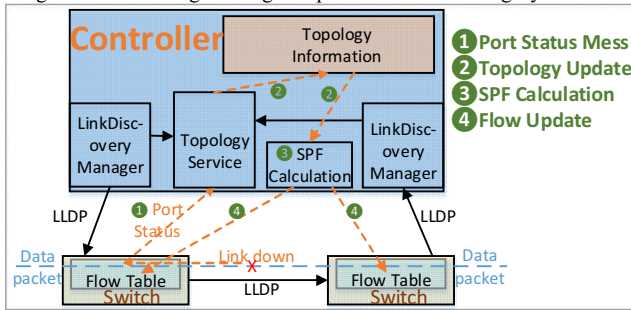 Controller
Topology
Information
1 Port Status Mess
2 Topology Update
3 SPF Calculation
4 Flow Update
2
2
LinkDisc-
overy
Manager
Topology
Service
3 SPF
Calculation
LinkDisc-
overy
Manager
LLDP
1 Port
Status
4
4
LLDP
Data
packet
Link down
X
Data
packet
Flow Table
Switch
LLDP
Flow Table
Switch